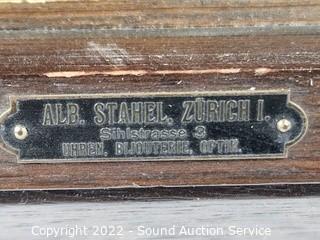 ALB. STAHEL, ZÜRICH I.
Sihlstrasse 3
UHREN, BIJOUTERIE, OPTIK.
Copyright 2022 - Sound Auction Service